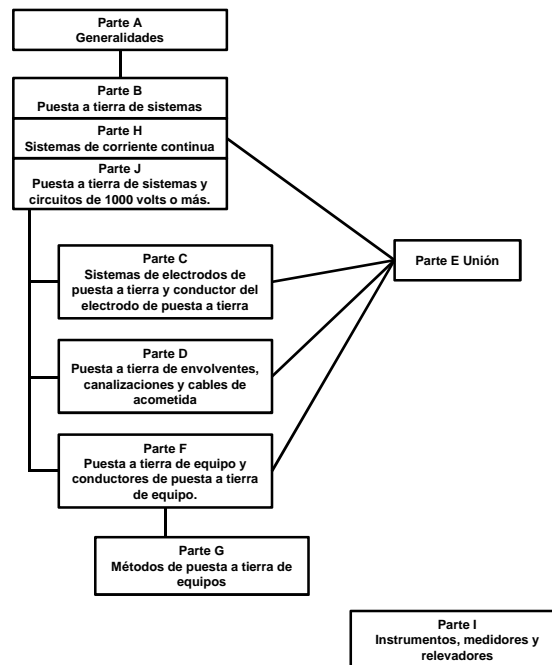 Parte A
Generalidades
Parte B
Puesta a tierra de sistemas
Parte H
Sistemas de corriente continua
Parte J
Puesta a tierra de sistemas y
circuitos de 1000 volts o más.
Parte C
Sistemas de electrodos de
puesta a tierra y conductor del
electrodo de puesta a tierra
Parte E Unión
Parte D
Puesta a tierra de envolventes,
canalizaciones y cables de
acometida
Parte F
Puesta a tierra de equipo y
conductores de puesta a tierra
de equipo.
Parte G
Métodos de puesta a tierra de
equipos
Parte I
Instrumentos, medidores y
relevadores